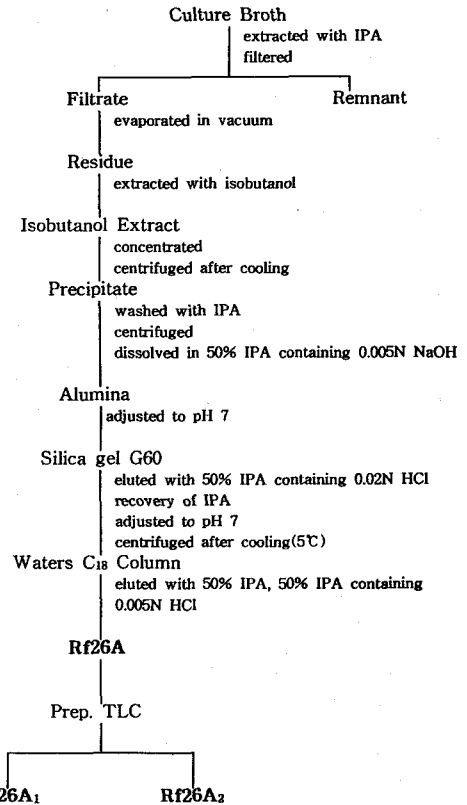 Culture Broth
extracted with IPA
filtered
Filtrate Remnant
evaporated in vacuum
Residue
extracted with isobutanol
Isobutanol Extract
concentrated
centrifuged after cooling
Precipitate
washed with IPA
centrifuged
dissolved in 50% IPA containing 0.005N NaOH
Alumina
adjusted to pH 7
Silica gel G60
eluted with 50% IPA containing 0.02N HCl
recovery of IPA
adjusted to pH 7
centrifuged after cooling(5℃)
Waters C₁₈ Column
eluted with 50% IPA, 50% IPA containing
0.005N HCl
Rf26A
Prep. TLC
26A₁ Rf26A₂